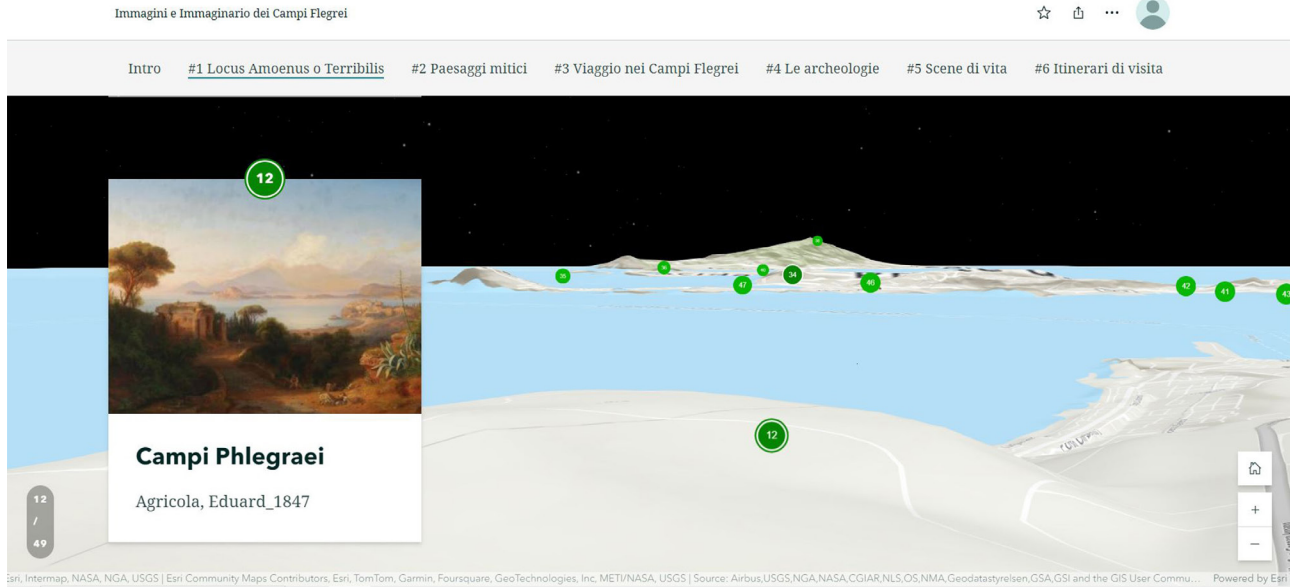 Immagini e Immaginario dei Campi Flegrei
Intro #1 Locus Amoenus o Terribilis #2 Paesaggi mitici #3 Viaggio nei Campi Flegrei #4 Le archeologie #5 Scene di vita #6 Itinerari di visita
12
35
47
34
46
42
41
43
12
Campi Phlegraei
Agricola, Eduard_1847
12
/
49
+
−
Esri, Intermap, NASA, NGA, USGS | Esri Community Maps Contributors, Esri, TomTom, Garmin, Foursquare, GeoTechnologies, Inc, METI/NASA, USGS | Source: Airbus,USGS,NGA,NASA,CGIAR,NLS,OS,NMA,Geodatastyrelsen,GSA,GSI and the GIS User Commu... Powered by Esri